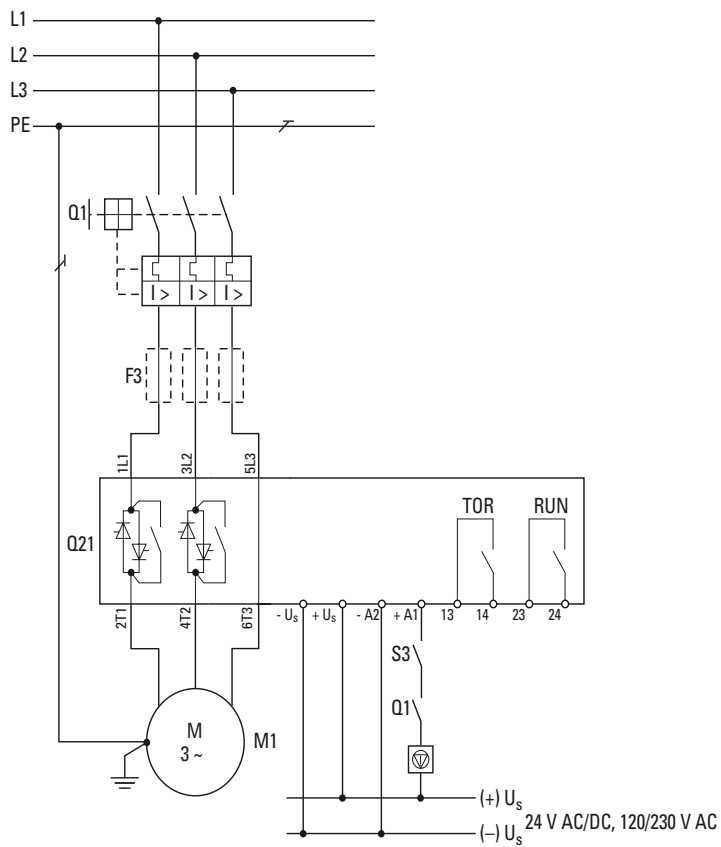 L1
L2
L3
PE
Q1
I > I > I >
F3
1L1 3L2 5L3
TOR RUN
Q21
2T1 4T2 6T3 - Us + Us - A2 + A1 13 14 23 24
S3
Q1
M
3 ~
M1
(+) Us
24 V AC/DC, 120/230 V AC
(–) Us